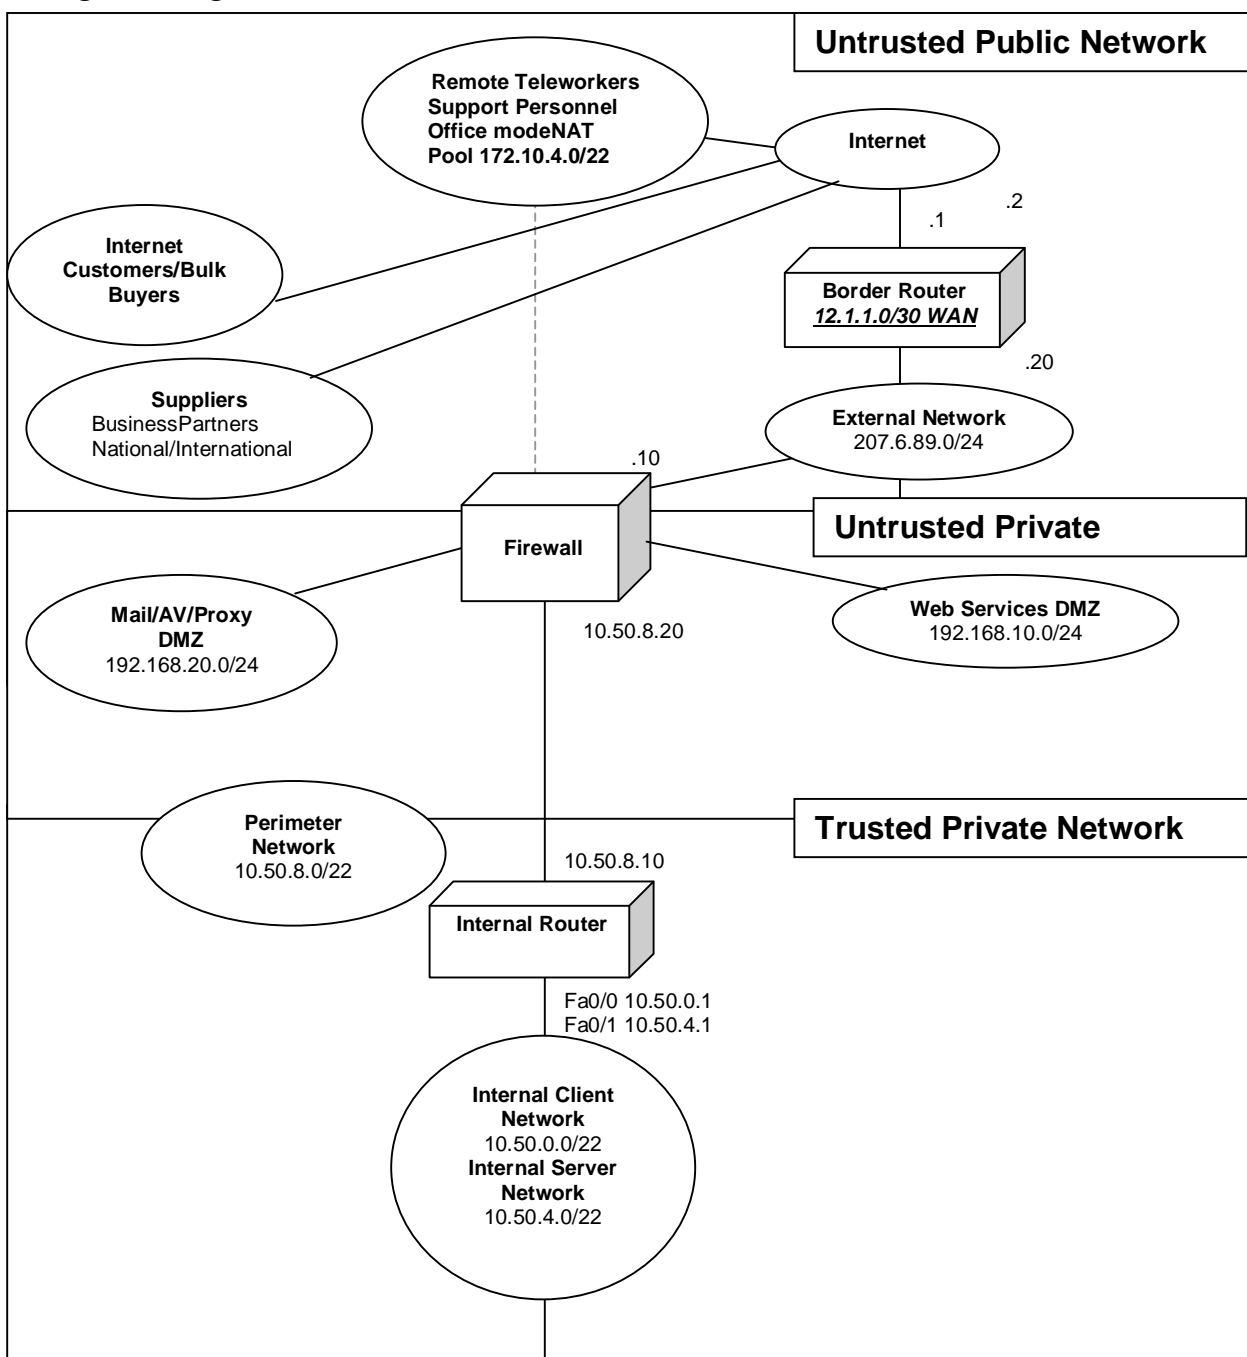 Untrusted Public Network
Remote Teleworkers
Support Personnel
Office modeNAT
Pool 172.10.4.0/22
Internet
.2
.1
Internet
Customers/Bulk
Buyers
Border Router
12.1.1.0/30 WAN
.20
Suppliers
BusinessPartners
National/International
External Network
207.6.89.0/24
.10
Untrusted Private
Firewall
Mail/AV/Proxy
DMZ
192.168.20.0/24
Web Services DMZ
192.168.10.0/24
10.50.8.20
Trusted Private Network
Perimeter
Network
10.50.8.0/22
10.50.8.10
Internal Router
Fa0/0 10.50.0.1
Fa0/1 10.50.4.1
Internal Client
Network
10.50.0.0/22
Internal Server
Network
10.50.4.0/22